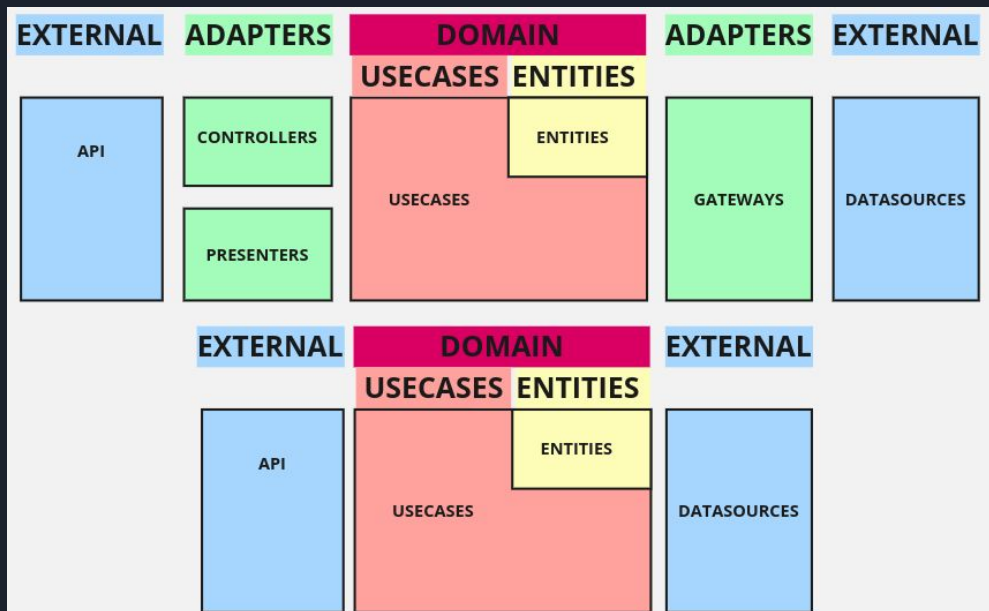 EXTERNAL ADAPTERS DOMAIN ADAPTERS EXTERNAL
USECASES ENTITIES
CONTROLLERS ENTITIES
API
USECASES GATEWAYS DATASOURCES
PRESENTERS
EXTERNAL DOMAIN EXTERNAL
USECASES ENTITIES
ENTITIES
API
USECASES DATASOURCES